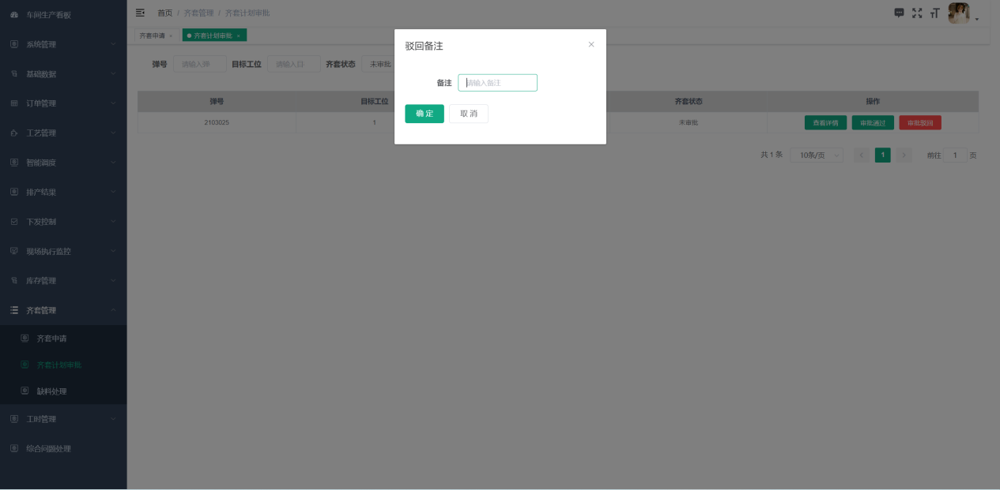 车间生产看板
系统管理
基础数据
订单管理
工艺管理
智能调度
排产结果
下发控制
现场执行监控
库存管理
齐套管理
齐套申请
齐套计划审批
缺料处理
工时管理
综合问题处理
首页 / 齐套管理 / 齐套计划审批
齐套申请 ×
齐套计划审批 ×
弹号 请输入弹 目标工位 请输入目 齐套状态 未审批
弹号 目标工位 齐套状态 操作
2103025 1 未审批 查看详情 审批通过 审批驳回
共 1 条 10条/页 < 1 > 前往 1 页
驳回备注 ×
备注 请输入备注
确 定 取 消